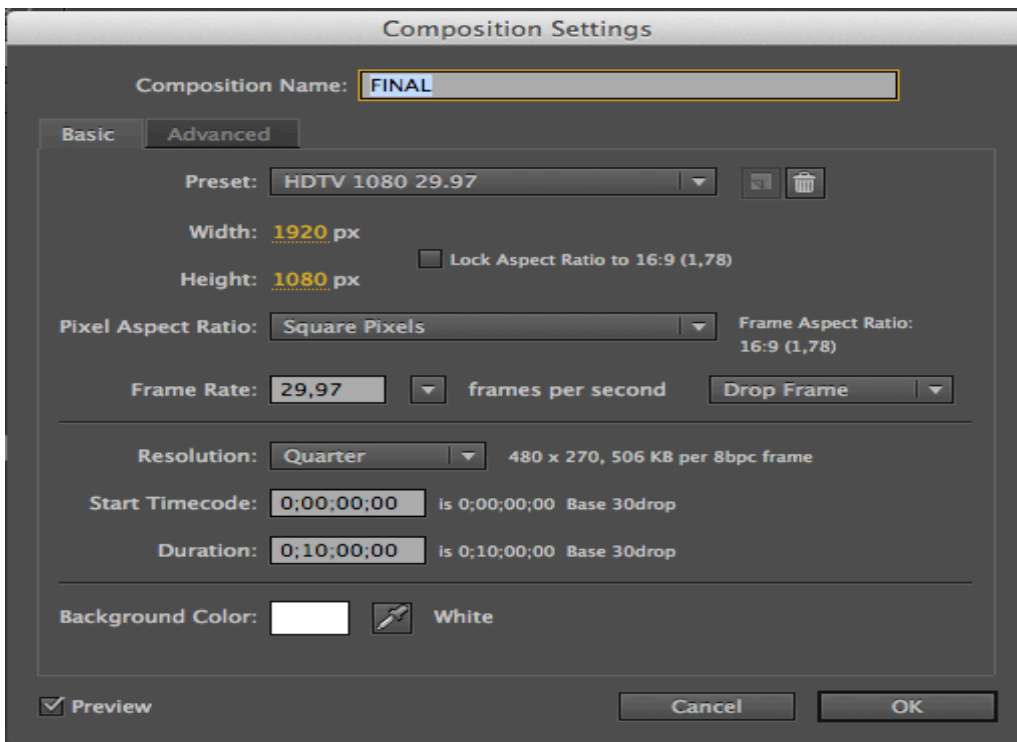 Composition Settings
Composition Name: FINAL
Basic Advanced
Preset: HDTV 1080 29.97
Width: 1920 px
Lock Aspect Ratio to 16:9 (1,78)
Height: 1080 px
Pixel Aspect Ratio: Square Pixels
Frame Aspect Ratio:
16:9 (1,78)
Frame Rate: 29,97 frames per second Drop Frame
Resolution: Quarter 480 x 270, 506 KB per 8bpc frame
Start Timecode: 0;00;00;00 is 0;00;00;00 Base 30drop
Duration: 0;10;00;00 is 0;10;00;00 Base 30drop
Background Color: White
Preview Cancel OK